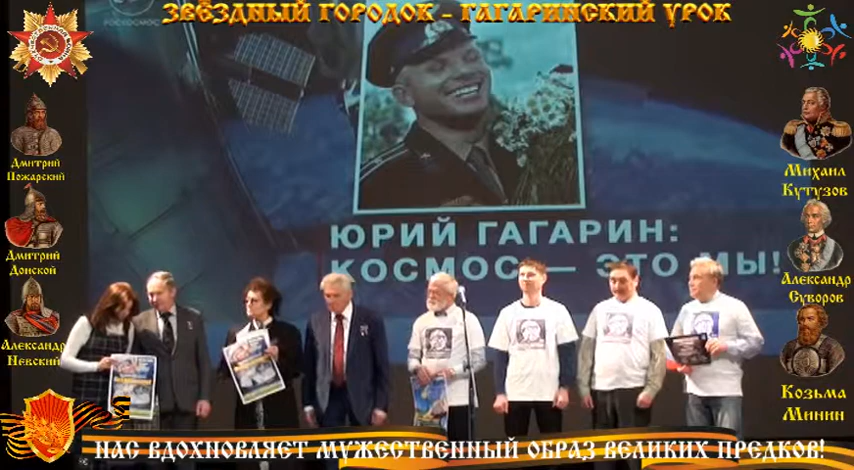 РОСКОСМОС
ЗВЁЗДНЫЙ ГОРОДОК - ГАГАРИНСКИЙ УРОК
ЮРИЙ ГАГАРИН:
КОСМОС — ЭТО МЫ!
Дмитрий
Пожарский
Дмитрий
Донской
Александр
Невский
Михаил
Кутузов
Александр
Суворов
Козьма
Минин
НАС ВДОХНОВЛЯЕТ МУЖЕСТВЕННЫЙ ОБРАЗ ВЕЛИКИХ ПРЕДКОВ!